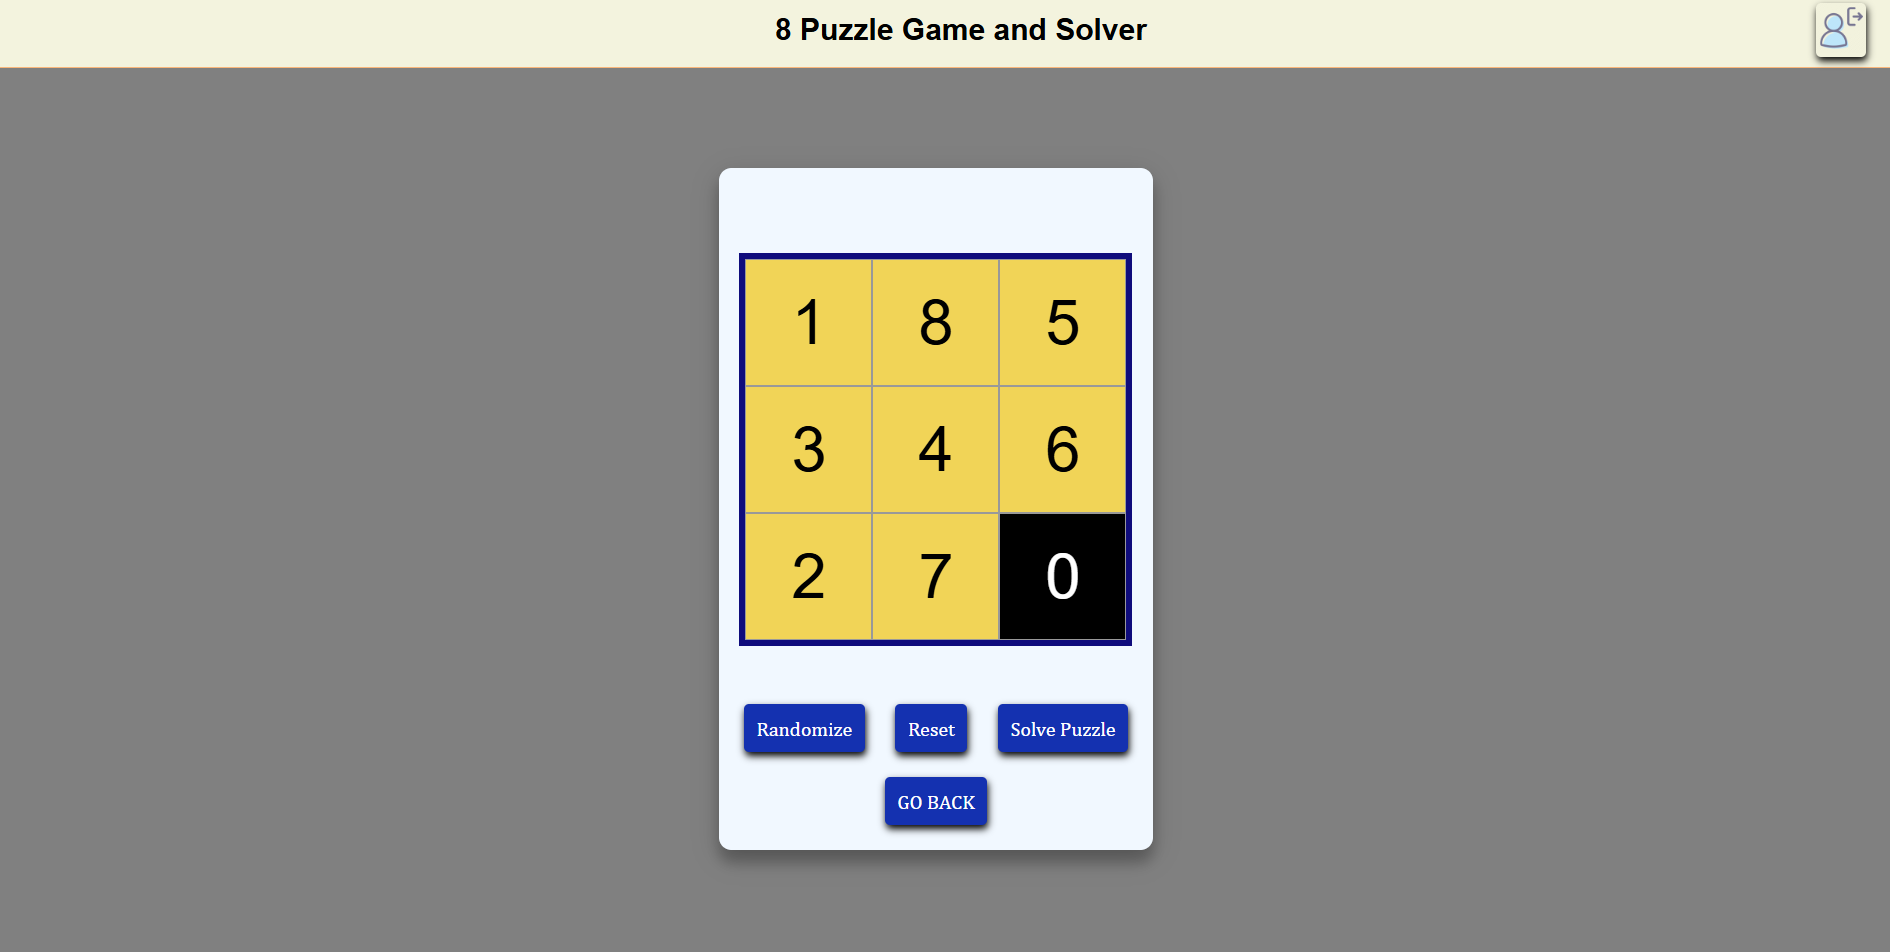 8 Puzzle Game and Solver
1 8 5
3 4 6
2 7 0
Randomize Reset Solve Puzzle
GO BACK